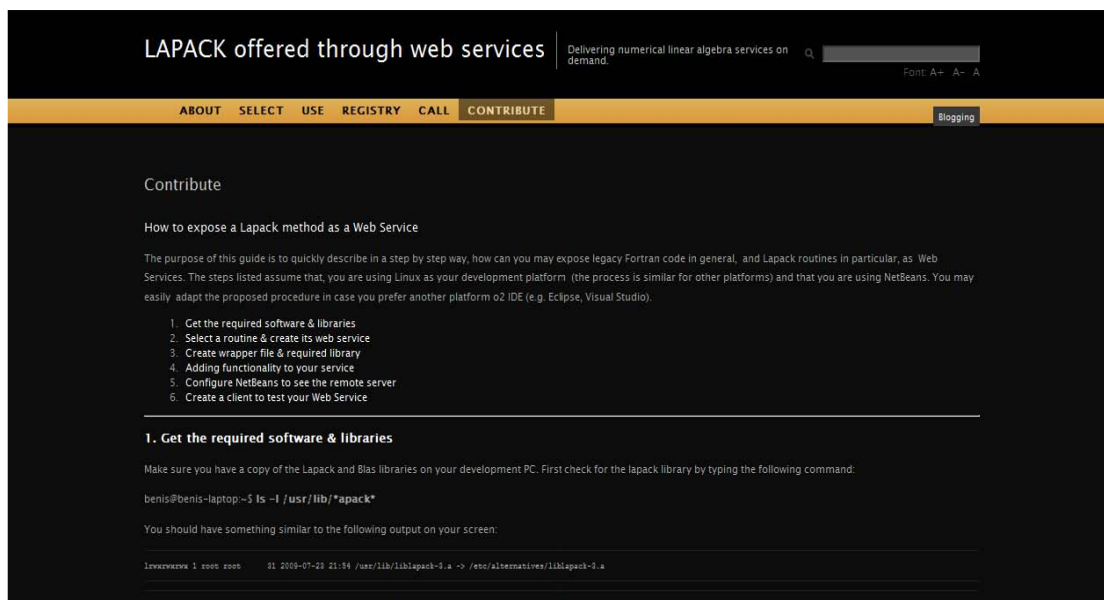 LAPACK offered through web services
Delivering numerical linear algebra services on
demand.
Font: A+ A- A
ABOUT SELECT USE REGISTRY CALL CONTRIBUTE
Blogging
Contribute
How to expose a Lapack method as a Web Service
The purpose of this guide is to quickly describe in a step by step way, how can you may expose legacy Fortran code in general, and Lapack routines in particular, as Web
Services. The steps listed assume that, you are using Linux as your development platform (the process is similar for other platforms) and that you are using NetBeans. You may
easily adapt the proposed procedure in case you prefer another platform o2 IDE (e.g. Eclipse, Visual Studio).
1. Get the required software & libraries
2. Select a routine & create its web service
3. Create wrapper file & required library
4. Adding functionality to your service
5. Configure NetBeans to see the remote server
6. Create a client to test your Web Service
1. Get the required software & libraries
Make sure you have a copy of the Lapack and Blas libraries on your development PC. First check for the lapack library by typing the following command:
benis@benis-laptop:~$ ls -l /usr/lib/*apack*
You should have something similar to the following output on your screen:
lrwxrwxrwx 1 root root 31 2009-07-23 21:54 /usr/lib/liblapack-3.a -> /etc/alternatives/liblapack-3.a